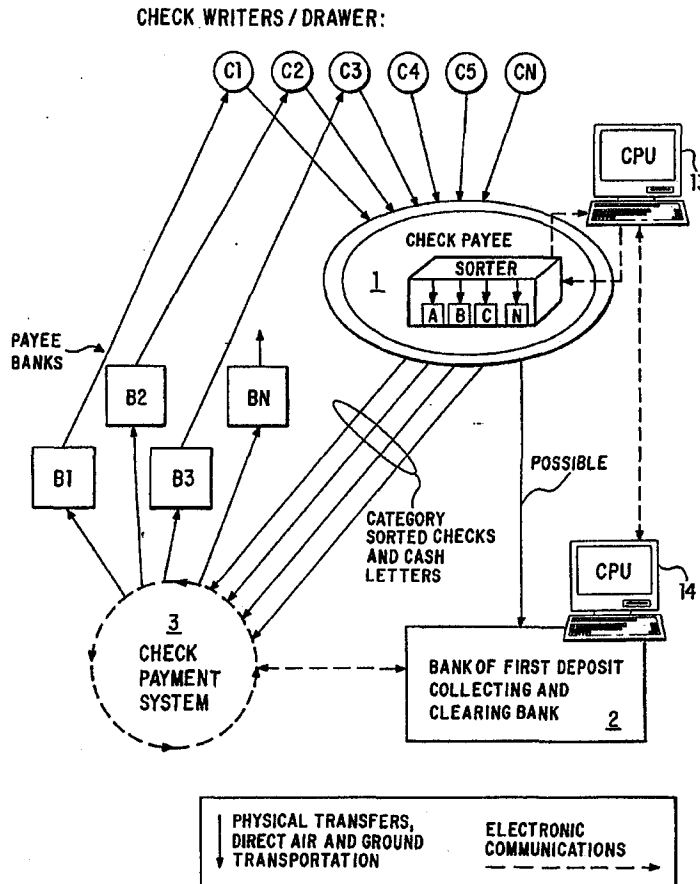 CHECK WRITERS / DRAWER:
C1 C2 C3 C4 C5 CN
CPU
13
CHECK PAYEE
1
SORTER
A B C N
PAYEE
BANKS
B2
BN
B1
B3
POSSIBLE
CATEGORY
SORTED CHECKS
AND CASH
LETTERS
CPU
14
3
CHECK
PAYMENT
SYSTEM
BANK OF FIRST DEPOSIT
COLLECTING AND
CLEARING BANK
2
PHYSICAL TRANSFERS,
DIRECT AIR AND GROUND
TRANSPORTATION
ELECTRONIC
COMMUNICATIONS